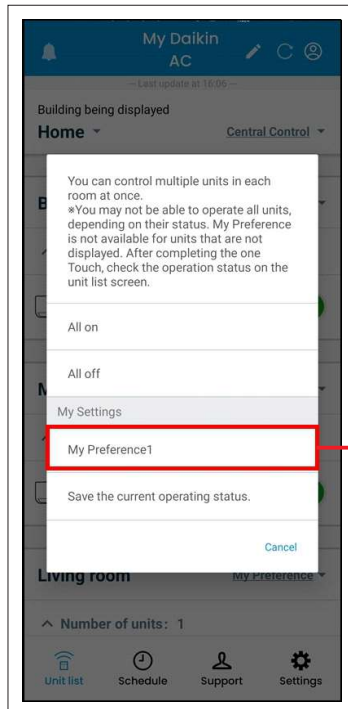 My Daikin
AC
--- Last update at 16:06 ---
Building being displayed
Home
Central Control
You can control multiple units in each
room at once.
※You may not be able to operate all units,
depending on their status. My Preference
is not available for units that are not
displayed. After completing the one
Touch, check the operation status on the
unit list screen.
All on
All off
My Settings
My Preference1
Save the current operating status.
Cancel
Living room
My Preference
Number of units: 1
Unit list
Schedule
Support
Settings